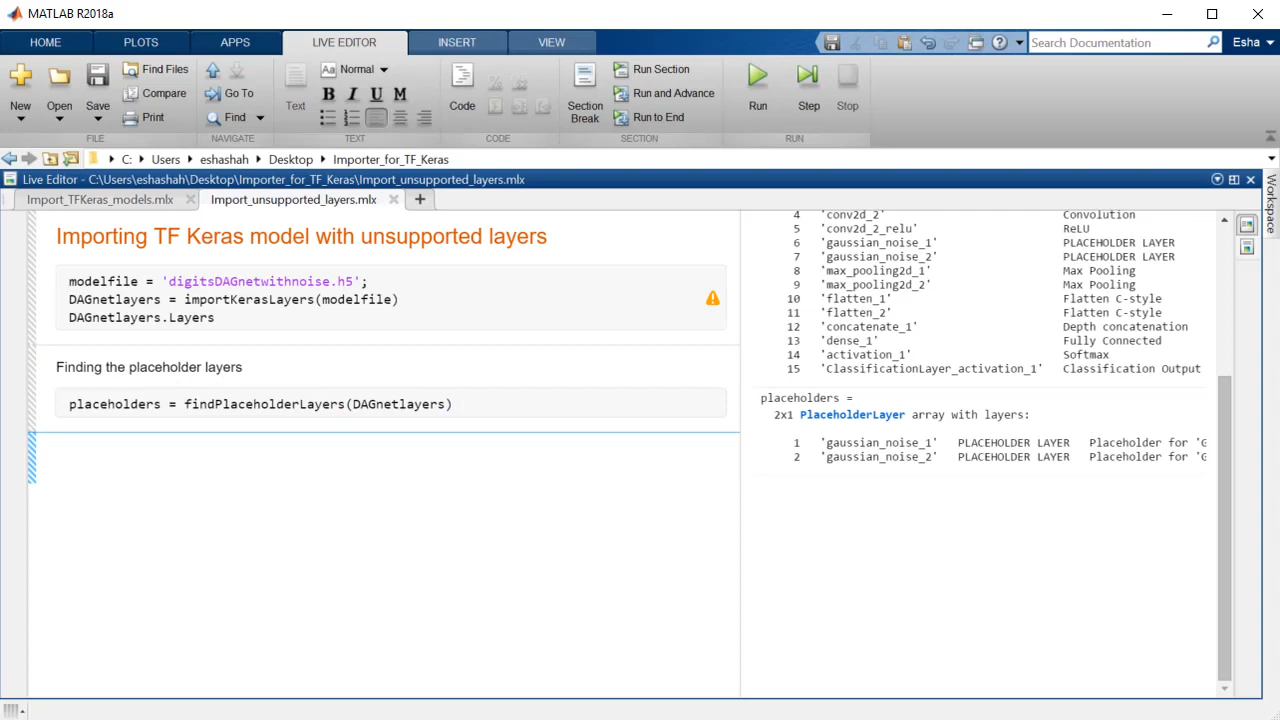 MATLAB R2018a
HOME PLOTS APPS LIVE EDITOR INSERT VIEW Search Documentation Esha
New Open Save Find Files Compare Print
FILE
Go To Find
NAVIGATE
Text Aa Normal B I U M
TEXT
Code
CODE
Section Break Run Section Run and Advance Run to End
SECTION
Run Step Stop
RUN
C: Users eshashah Desktop Importer_for_TF_Keras
Live Editor - C:\Users\eshashah\Desktop\Importer_for_TF_Keras\Import_unsupported_layers.mlx
Import_TFKeras_models.mlx Import_unsupported_layers.mlx
Workspace
Importing TF Keras model with unsupported layers
modelfile = 'digitsDAGnetwithnoise.h5';
DAGnetlayers = importKerasLayers(modelfile)
DAGnetlayers.Layers
Finding the placeholder layers
placeholders = findPlaceholderLayers(DAGnetlayers)
4 'conv2d_2' Convolution
5 'conv2d_2_relu' ReLU
6 'gaussian_noise_1' PLACEHOLDER LAYER
7 'gaussian_noise_2' PLACEHOLDER LAYER
8 'max_pooling2d_1' Max Pooling
9 'max_pooling2d_2' Max Pooling
10 'flatten_1' Flatten C-style
11 'flatten_2' Flatten C-style
12 'concatenate_1' Depth concatenation
13 'dense_1' Fully Connected
14 'activation_1' Softmax
15 'ClassificationLayer_activation_1' Classification Output
placeholders =
2x1 PlaceholderLayer array with layers:
1 'gaussian_noise_1' PLACEHOLDER LAYER Placeholder for 'G
2 'gaussian_noise_2' PLACEHOLDER LAYER Placeholder for 'G